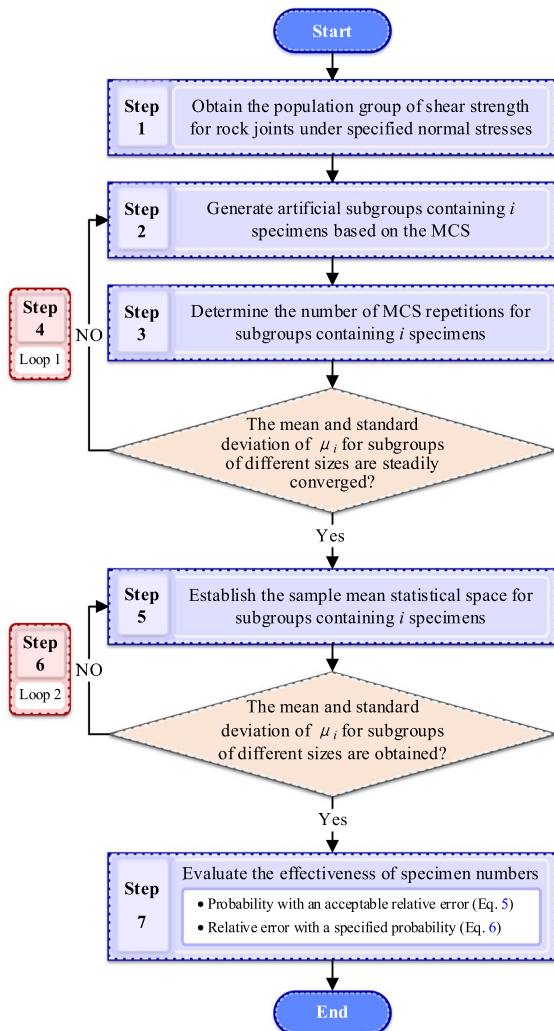 Start
Step
1
Obtain the population group of shear strength
for rock joints under specified normal stresses
Step
2
Generate artificial subgroups containing i
specimens based on the MCS
Step
3
Determine the number of MCS repetitions for
subgroups containing i specimens
Step
4
Loop 1
NO
The mean and standard
deviation of μi for subgroups
of different sizes are steadily
converged?
Yes
Step
5
Establish the sample mean statistical space for
subgroups containing i specimens
Step
6
Loop 2
NO
The mean and standard
deviation of μi for subgroups
of different sizes are obtained?
Yes
Step
7
Evaluate the effectiveness of specimen numbers
• Probability with an acceptable relative error (Eq. 5)
• Relative error with a specified probability (Eq. 6)
End